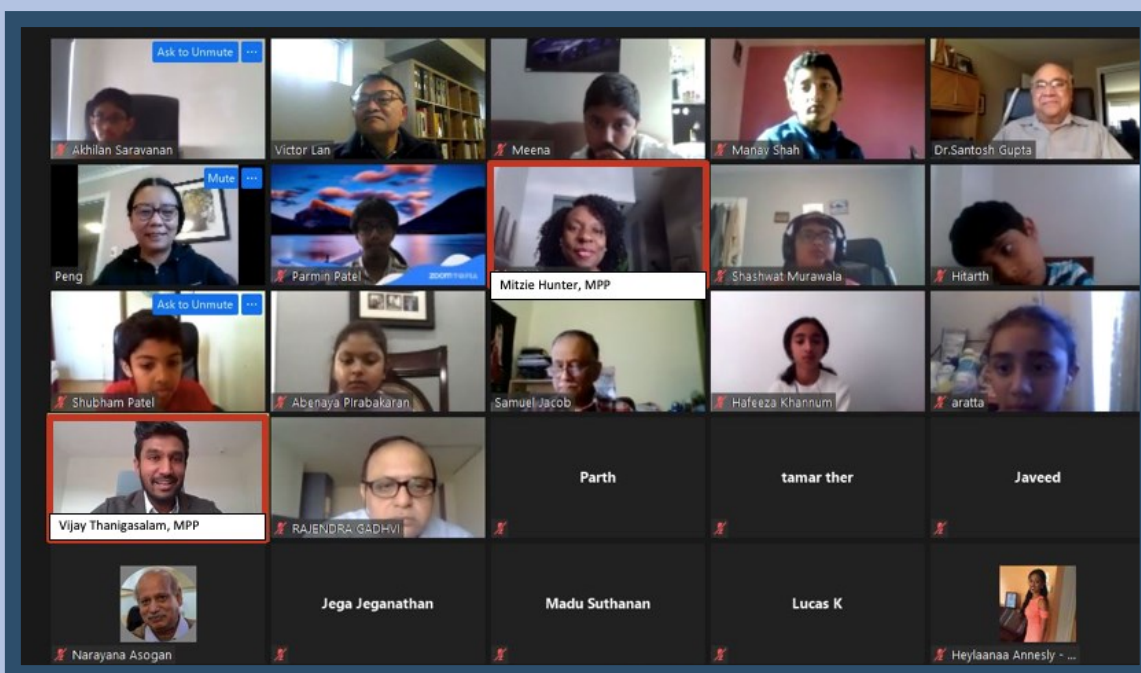 Ask to Unmute ...
Akhilan Saravanan
Victor Lan
Meena
Manav Shah
Dr.Santosh Gupta
Mute ...
Peng
Parmin Patel
zoom
Mitzie Hunter, MPP
Shashwat Murawala
Hitarth
Ask to Unmute ...
Shubham Patel
Abenaya Pirabakaran
Samuel Jacob
Hafeeza Khannum
aratta
Vijay Thanigasalam, MPP
RAJENDRA GADHVI
Parth
tamar ther
Javeed
Narayana Asogan
Jega Jeganathan
Madu Suthanan
Lucas K
Heylaanaa Annesly - ...